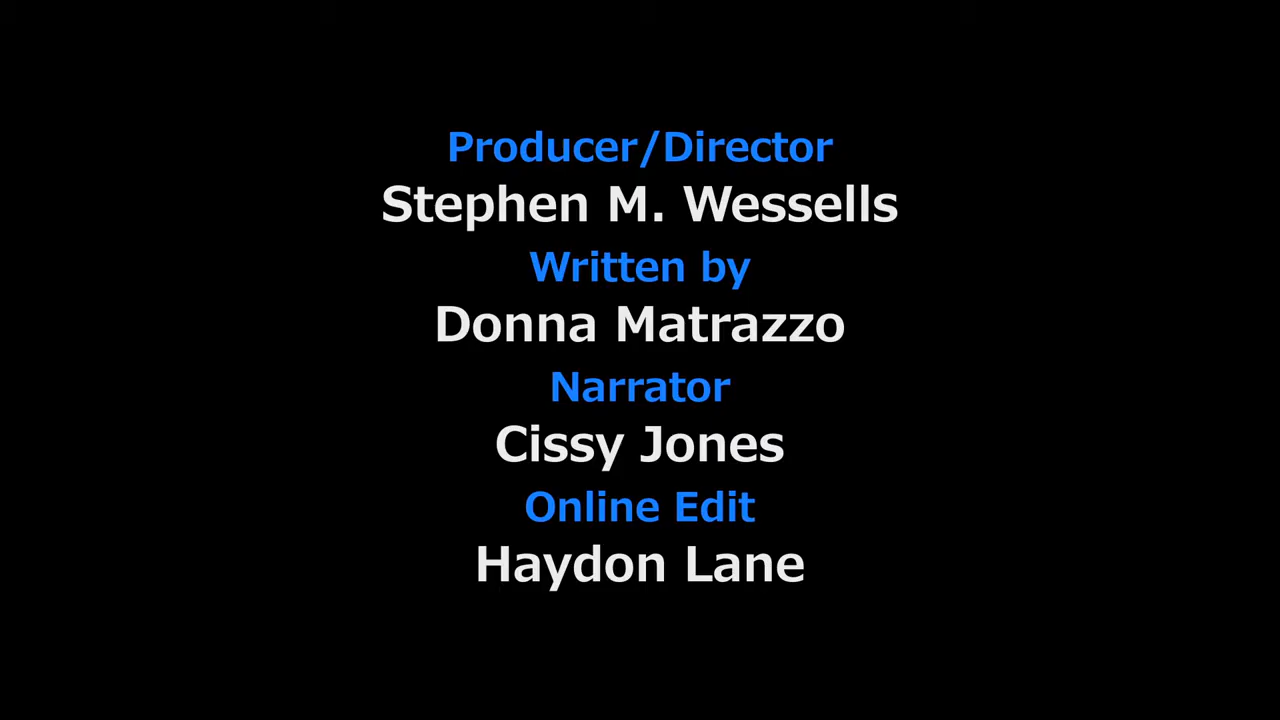 Producer/Director
Stephen M. Wessells
Written by
Donna Matrazzo
Narrator
Cissy Jones
Online Edit
Haydon Lane